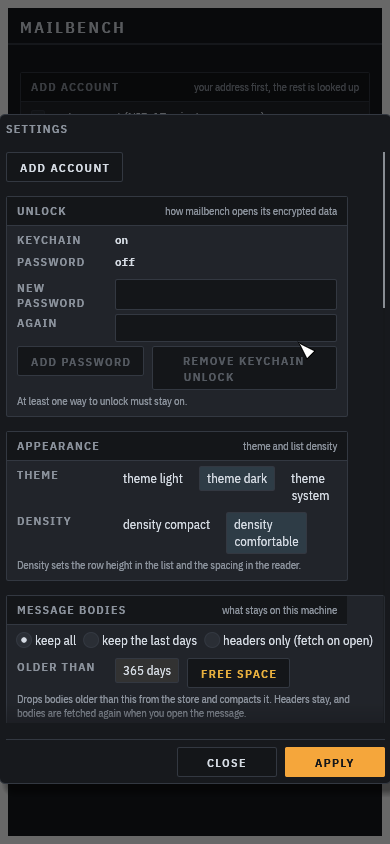 MAILBENCH
ADD ACCOUNT your address first, the rest is looked up
SETTINGS
ADD ACCOUNT
UNLOCK how mailbench opens its encrypted data
KEYCHAIN on
PASSWORD off
NEW
PASSWORD
AGAIN
ADD PASSWORD
REMOVE KEYCHAIN
UNLOCK
At least one way to unlock must stay on.
APPEARANCE theme and list density
THEME theme light theme dark theme
system
DENSITY density compact density
comfortable
Density sets the row height in the list and the spacing in the reader.
MESSAGE BODIES what stays on this machine
keep all keep the last days headers only (fetch on open)
OLDER THAN 365 days FREE SPACE
Drops bodies older than this from the store and compacts it. Headers stay, and
bodies are fetched again when you open the message.
CLOSE APPLY